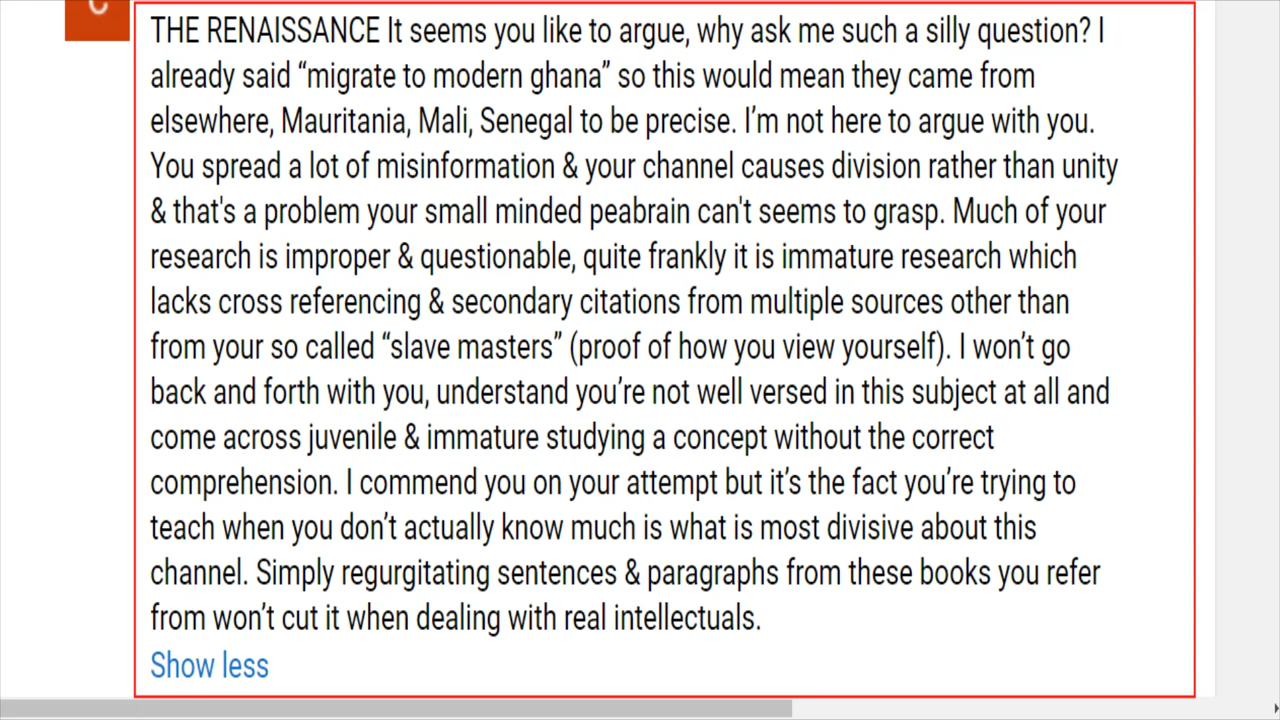 C
THE RENAISSANCE It seems you like to argue, why ask me such a silly question? I
already said “migrate to modern ghana” so this would mean they came from
elsewhere, Mauritania, Mali, Senegal to be precise. I’m not here to argue with you.
You spread a lot of misinformation & your channel causes division rather than unity
& that's a problem your small minded peabrain can't seems to grasp. Much of your
research is improper & questionable, quite frankly it is immature research which
lacks cross referencing & secondary citations from multiple sources other than
from your so called “slave masters” (proof of how you view yourself). I won’t go
back and forth with you, understand you’re not well versed in this subject at all and
come across juvenile & immature studying a concept without the correct
comprehension. I commend you on your attempt but it’s the fact you’re trying to
teach when you don’t actually know much is what is most divisive about this
channel. Simply regurgitating sentences & paragraphs from these books you refer
from won’t cut it when dealing with real intellectuals.
Show less